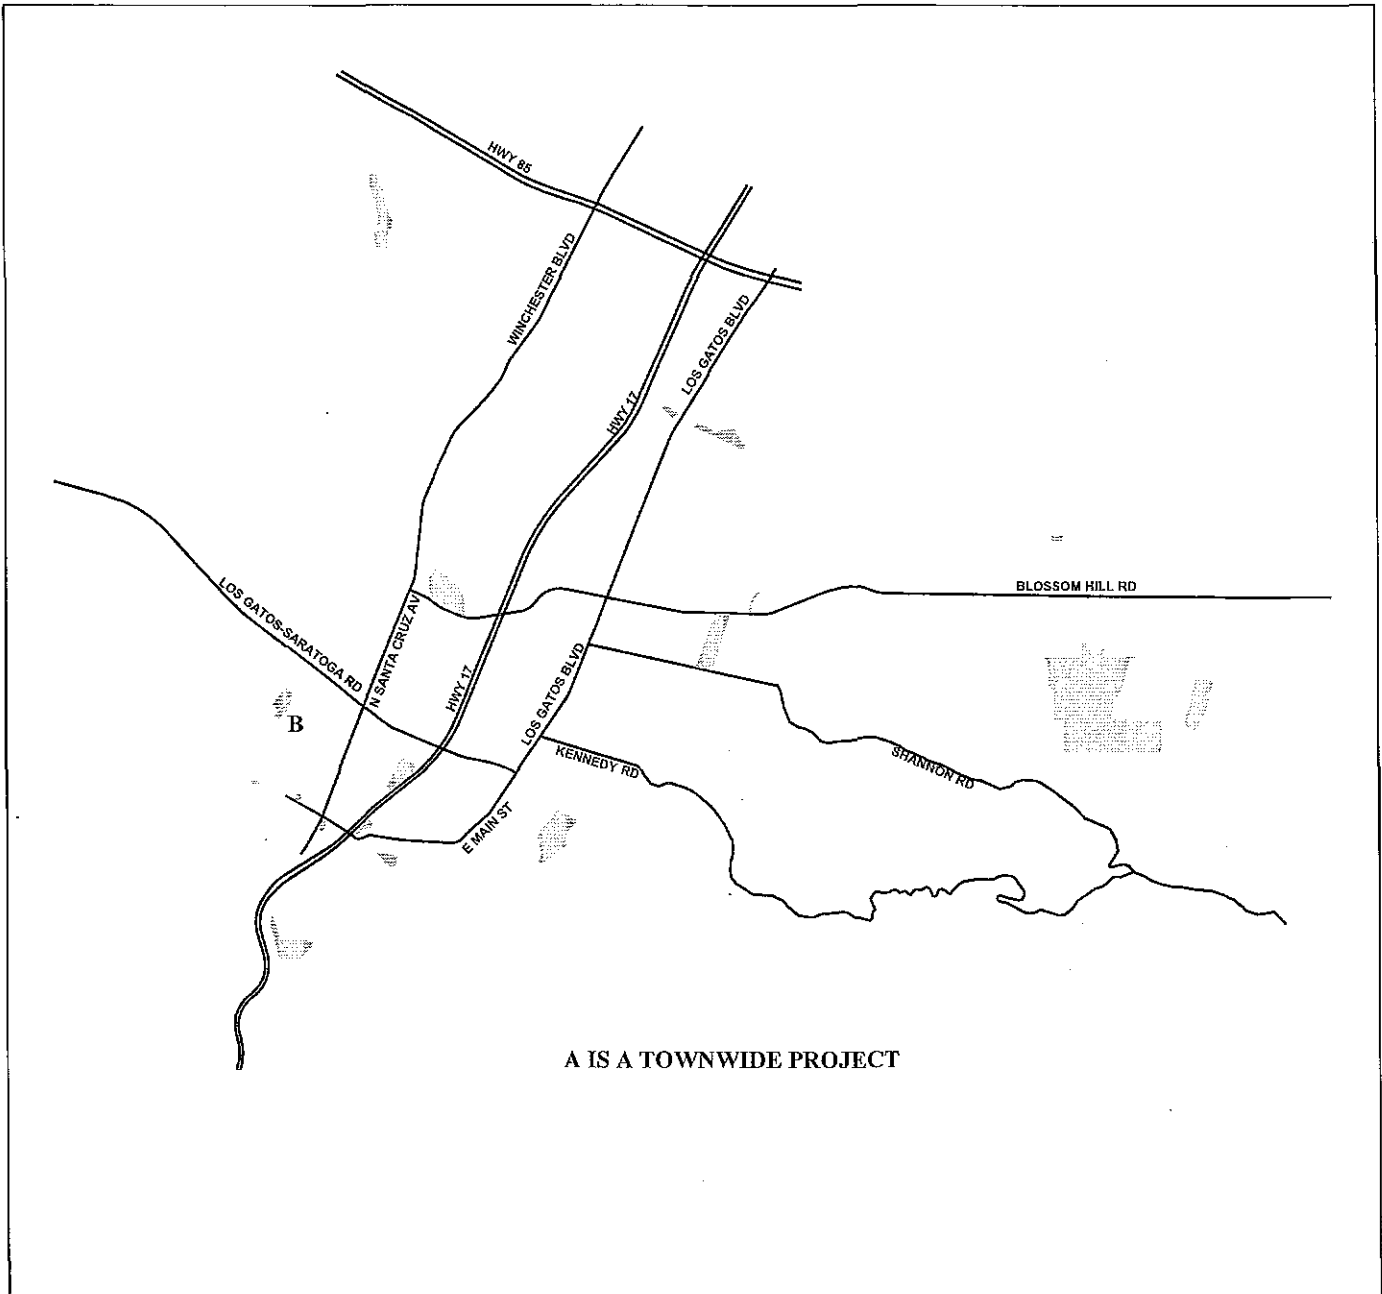 HWY 85
WINCHESTER BLVD
LOS GATOS BLVD
HWY 17
BLOSSOM HILL RD
LOS GATOS-SARATOGA RD
N SANTA CRUZ AV
HWY 17
LOS GATOS BLVD
B
KENNEDY RD
SHANNON RD
E MAIN ST
A IS A TOWNWIDE PROJECT